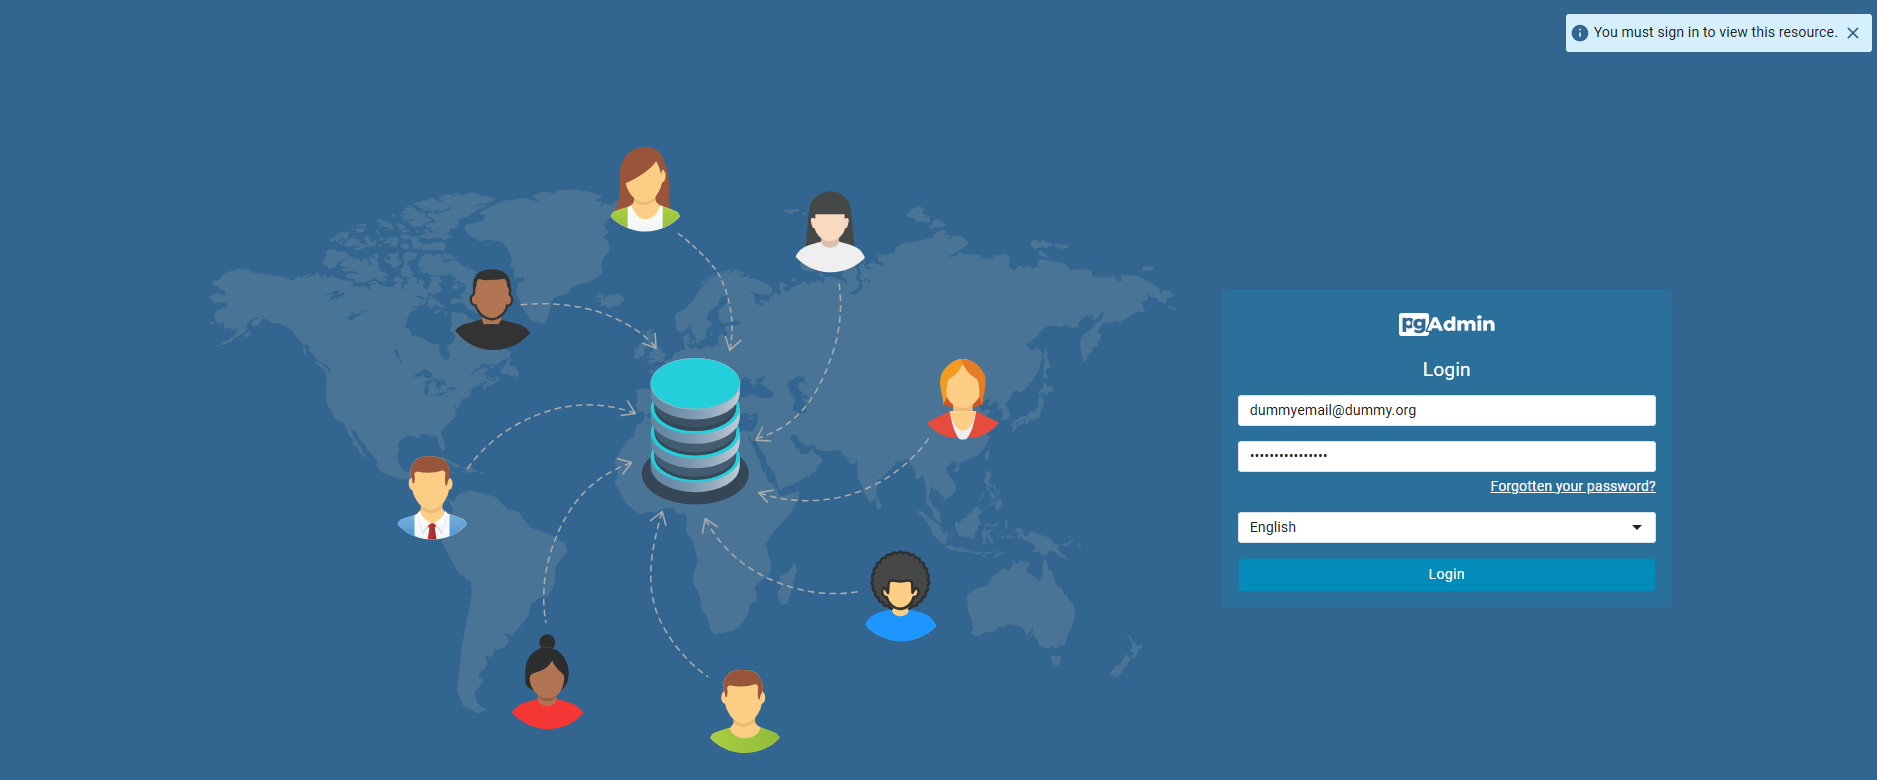 You must sign in to view this resource.
pgAdmin
Login
dummyemail@dummy.org
••••••••••••••••
Forgotten your password?
English
Login